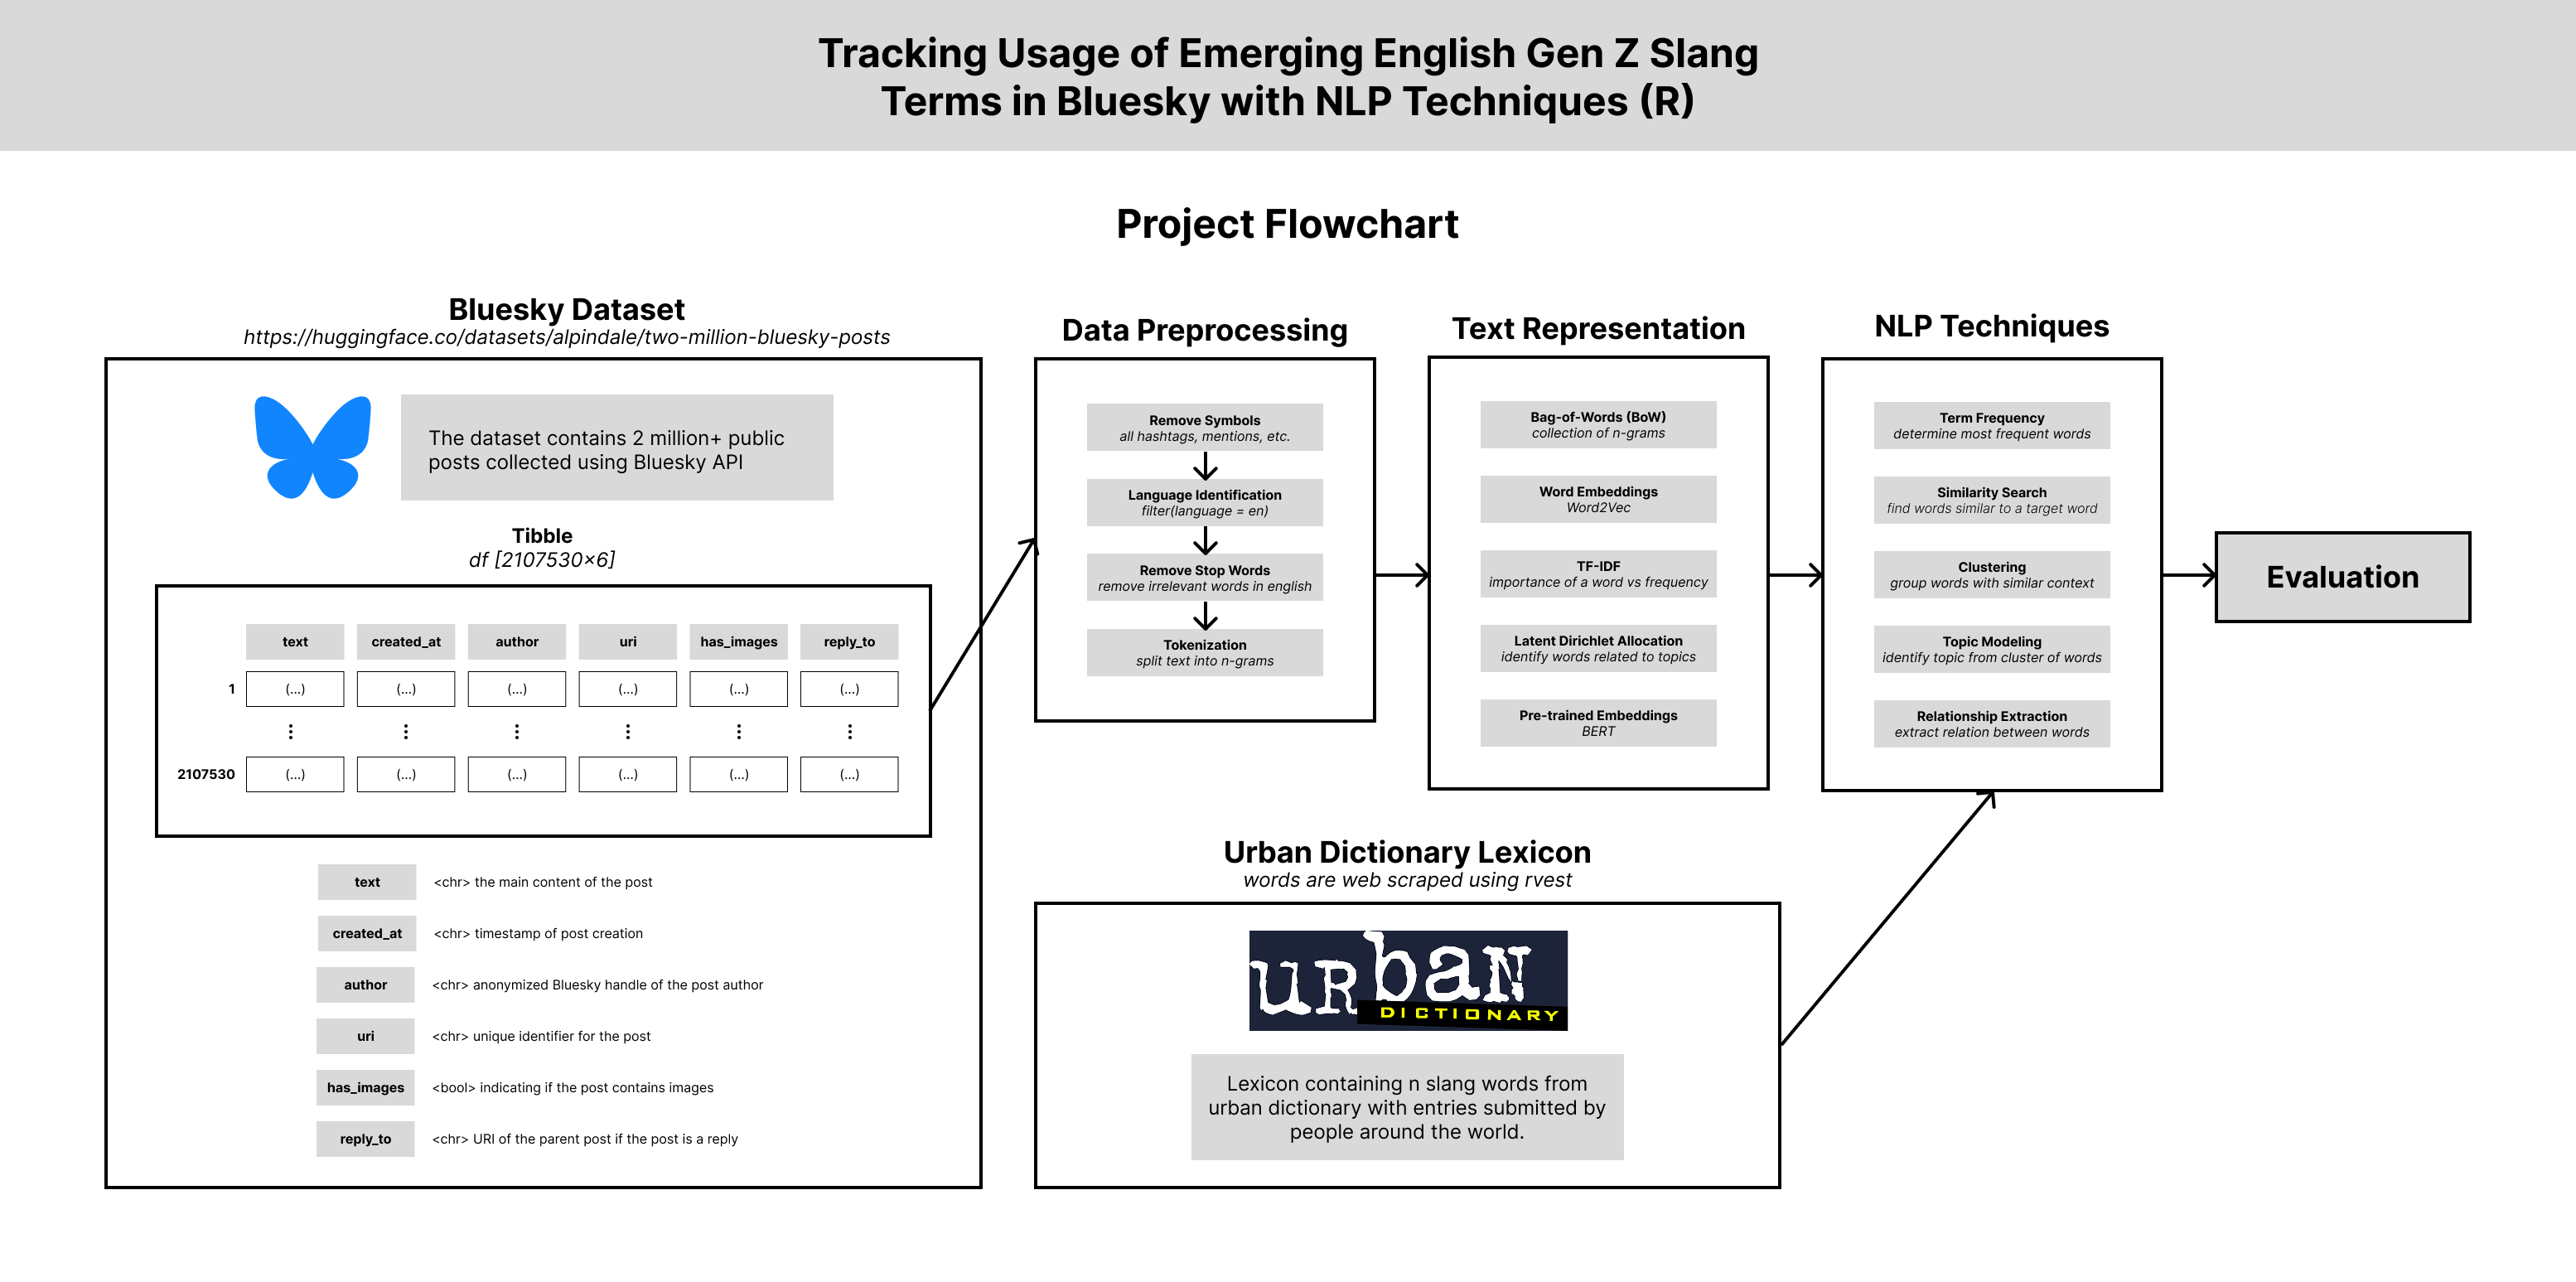 Tracking Usage of Emerging English Gen Z Slang
Terms in Bluesky with NLP Techniques (R)
Project Flowchart
Bluesky Dataset
https://huggingface.co/datasets/alpindale/two-million-bluesky-posts
The dataset contains 2 million+ public
posts collected using Bluesky API
Tibble
df [2107530×6]
text created_at author uri has_images reply_to
1 (...) (...) (...) (...) (...) (...)
2107530 (...) (...) (...) (...) (...) (...)
text <chr> the main content of the post
created_at <chr> timestamp of post creation
author <chr> anonymized Bluesky handle of the post author
uri <chr> unique identifier for the post
has_images <bool> indicating if the post contains images
reply_to <chr> URI of the parent post if the post is a reply
Data Preprocessing
Remove Symbols
all hashtags, mentions, etc.
Language Identification
filter(language = en)
Remove Stop Words
remove irrelevant words in english
Tokenization
split text into n-grams
Text Representation
Bag-of-Words (BoW)
collection of n-grams
Word Embeddings
Word2Vec
TF-IDF
importance of a word vs frequency
Latent Dirichlet Allocation
identify words related to topics
Pre-trained Embeddings
BERT
NLP Techniques
Term Frequency
determine most frequent words
Similarity Search
find words similar to a target word
Clustering
group words with similar context
Topic Modeling
identify topic from cluster of words
Relationship Extraction
extract relation between words
Evaluation
Urban Dictionary Lexicon
words are web scraped using rvest
urban
DICTIONARY
Lexicon containing n slang words from
urban dictionary with entries submitted by
people around the world.